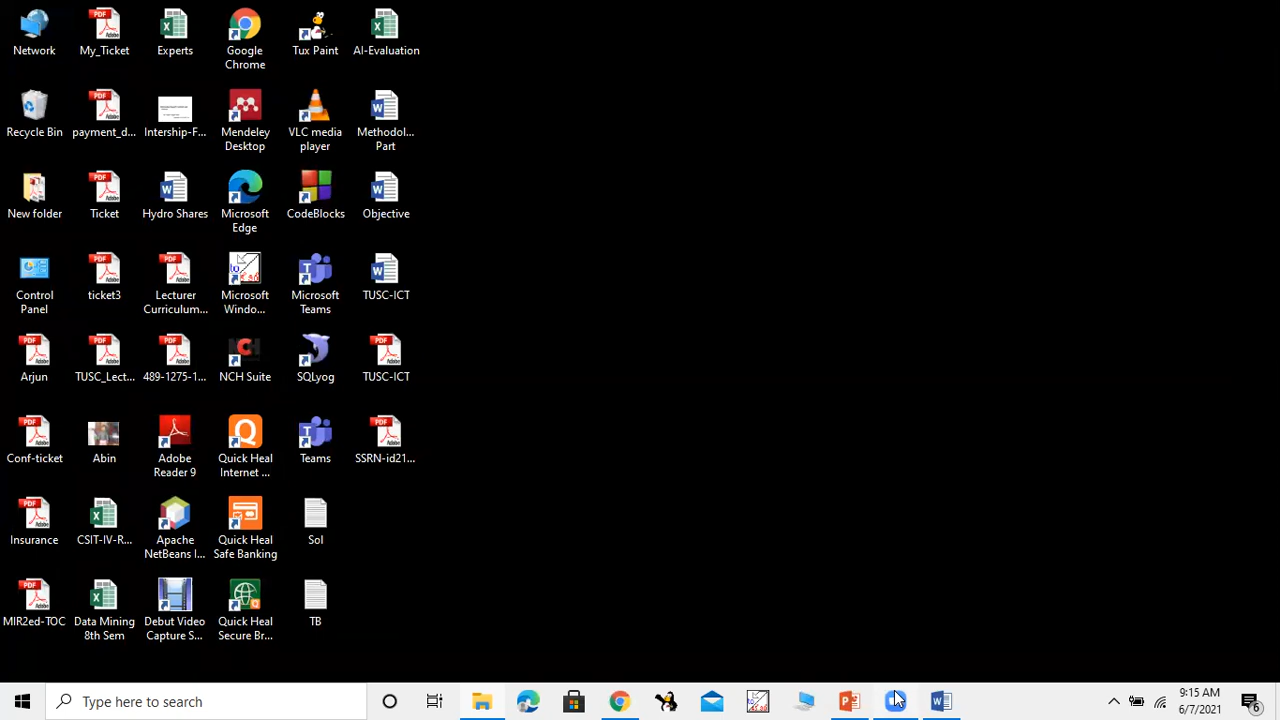 Network
My_Ticket
Experts
Google
Chrome
Tux Paint
AI-Evaluation
Recycle Bin
payment_d...
Intership-F...
Mendeley
Desktop
VLC media
player
Methodol...
Part
New folder
Ticket
Hydro Shares
Microsoft
Edge
CodeBlocks
Objective
Control
Panel
ticket3
Lecturer
Curriculum...
Microsoft
Windo...
Microsoft
Teams
TUSC-ICT
Arjun
TUSC_Lect...
489-1275-1...
NCH Suite
SQLyog
TUSC-ICT
Conf-ticket
Abin
Adobe
Reader 9
Quick Heal
Internet ...
Teams
SSRN-id21...
Insurance
CSIT-IV-R...
Apache
NetBeans I...
Quick Heal
Safe Banking
Sol
MIR2ed-TOC
Data Mining
8th Sem
Debut Video
Capture S...
Quick Heal
Secure Br...
TB
Type here to search
9:15 AM
6/7/2021
6